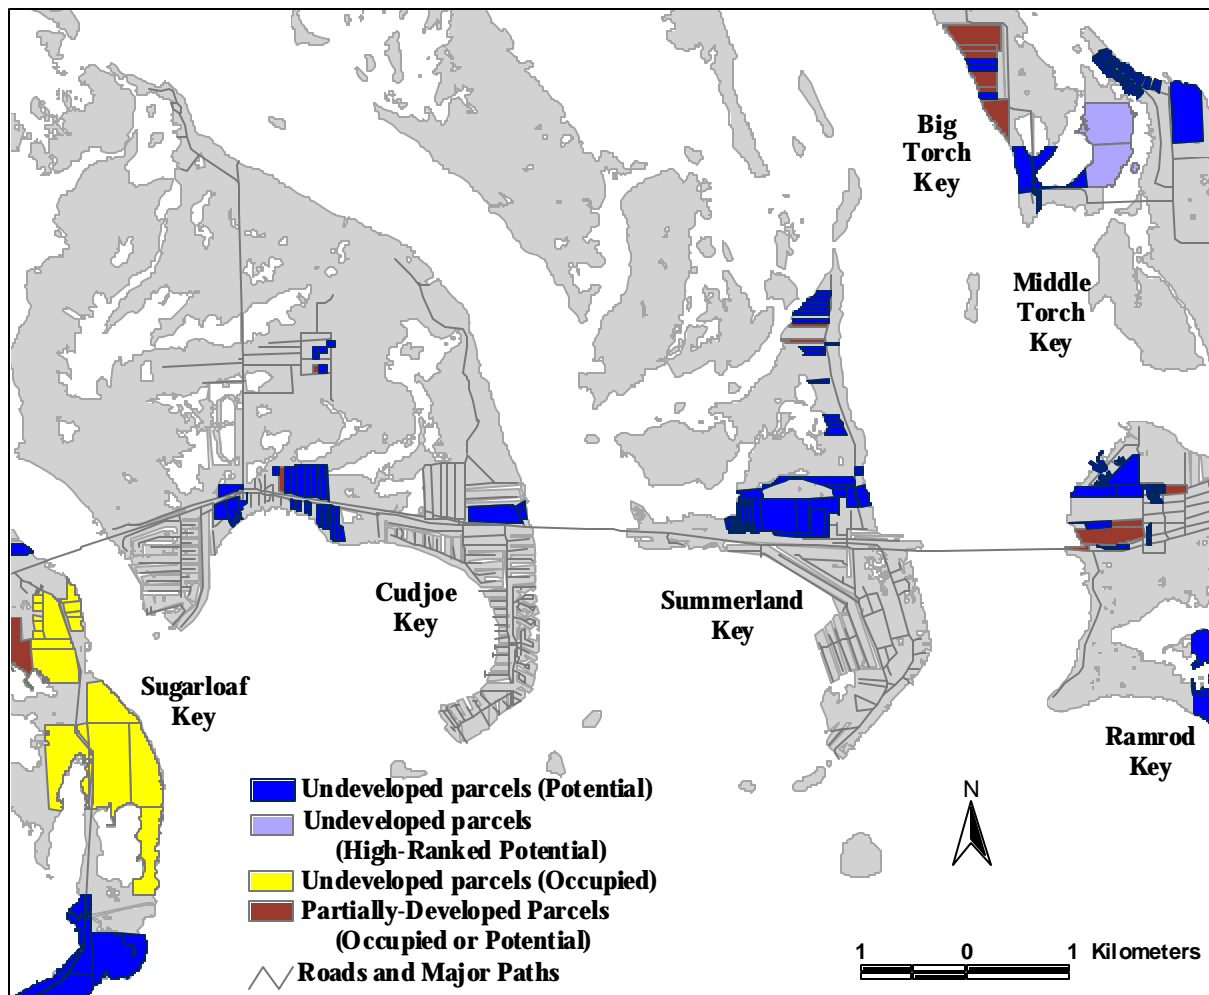 Big
Torch
Key
Middle
Torch
Key
Cudjoe
Key
Summerland
Key
Sugarloaf
Key
Ramrod
Key
Undeveloped parcels (Potential)
Undeveloped parcels
(High-Ranked Potential)
Undeveloped parcels (Occupied)
Partially-Developed Parcels
(Occupied or Potential)
Roads and Major Paths
N
1 0 1 Kilometers